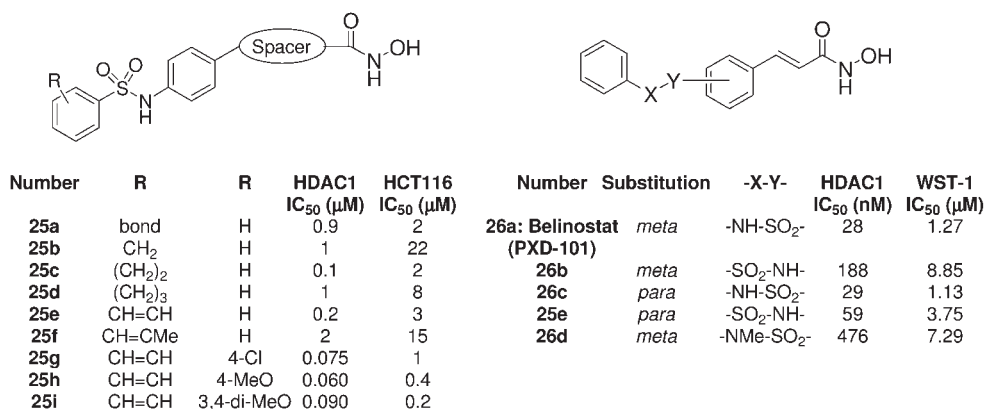 R
O O
S
N
H
Spacer
O
N
H
OH
X-Y
O
N
H
OH
Number R R HDAC1 HCT116
IC50 (μM) IC50 (μM)
25a bond H 0.9 2
25b CH2 H 1 22
25c (CH2)2 H 0.1 2
25d (CH2)3 H 1 8
25e CH=CH H 0.2 3
25f CH=CMe H 2 15
25g CH=CH 4-Cl 0.075 1
25h CH=CH 4-MeO 0.060 0.4
25i CH=CH 3,4-di-MeO 0.090 0.2
Number Substitution -X-Y- HDAC1 WST-1
IC50 (nM) IC50 (μM)
26a: Belinostat meta -NH-SO2- 28 1.27
(PXD-101)
26b meta -SO2-NH- 188 8.85
26c para -NH-SO2- 29 1.13
25e para -SO2-NH- 59 3.75
26d meta -NMe-SO2- 476 7.29